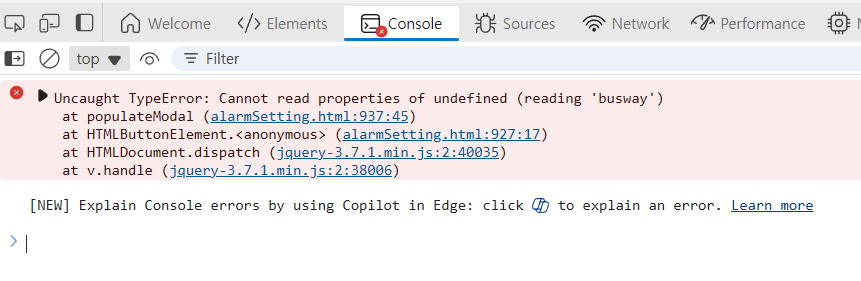 Welcome Elements Console Sources Network Performance
top Filter
Uncaught TypeError: Cannot read properties of undefined (reading 'busway')
at populateModal (alarmSetting.html:937:45)
at HTMLButtonElement.<anonymous> (alarmSetting.html:927:17)
at HTMLDocument.dispatch (jquery-3.7.1.min.js:2:40035)
at v.handle (jquery-3.7.1.min.js:2:38006)
[NEW] Explain Console errors by using Copilot in Edge: click to explain an error. Learn more